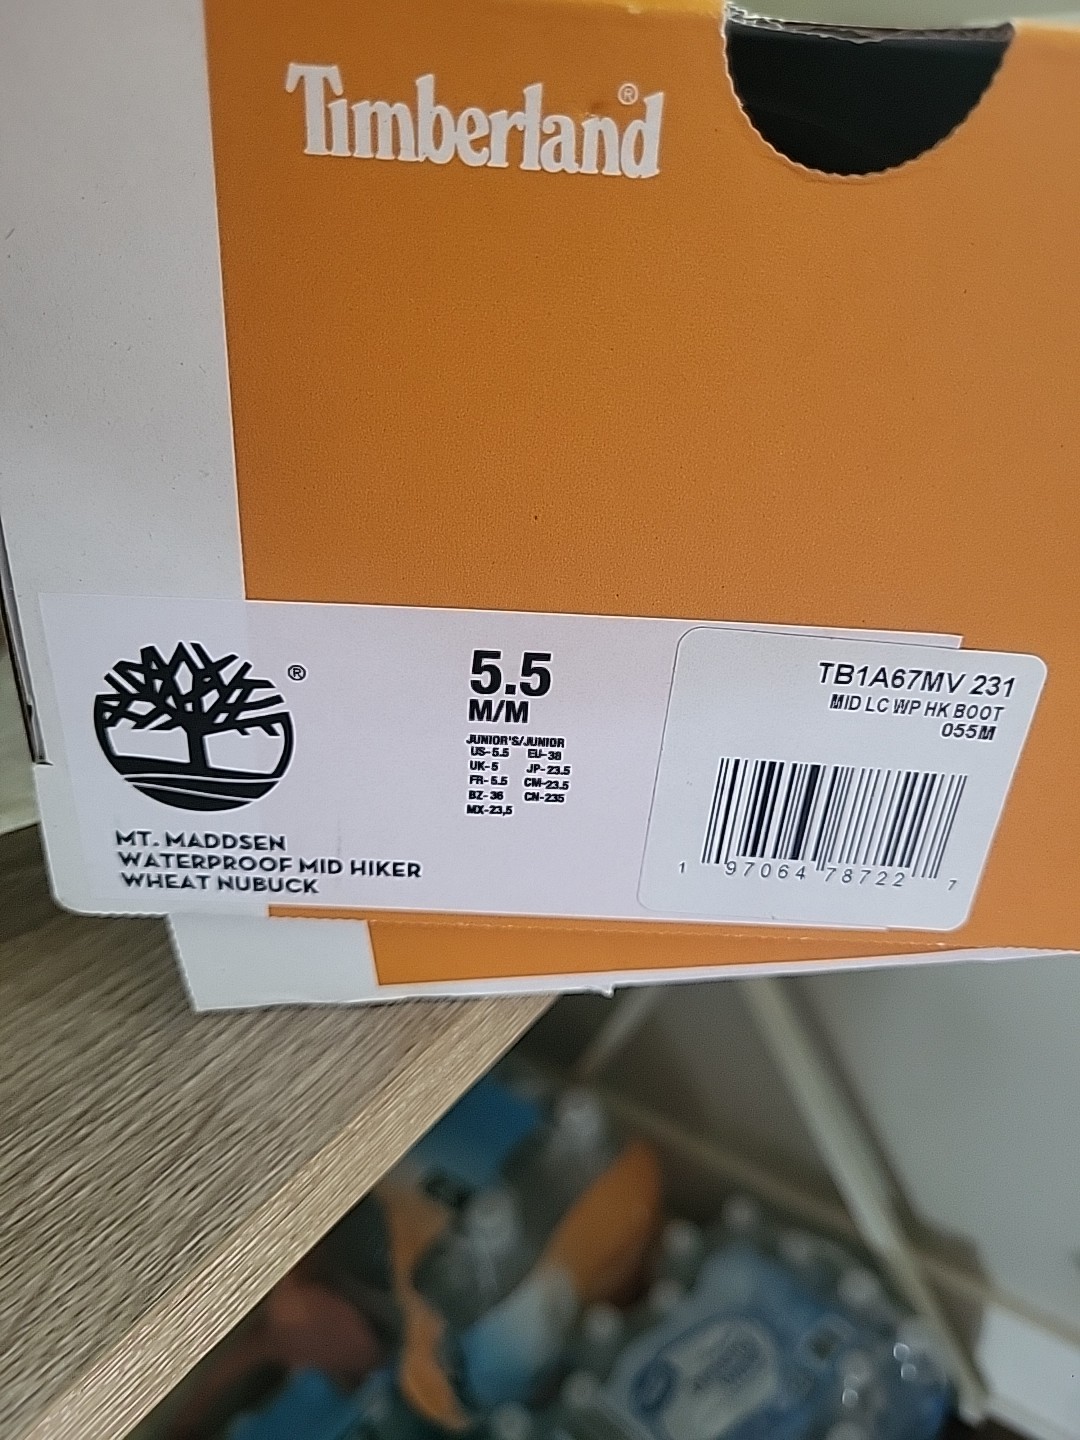 Timberland®
®
5.5
M/M
JUNIOR'S/JUNIOR
US-5.5 EU-38
UK-5 JP-23.5
FR-5.5 CM-23.5
BZ-36 CN-235
MX-23,5
MT. MADDSEN
WATERPROOF MID HIKER
WHEAT NUBUCK
TB1A67MV 231
MID LC WP HK BOOT
055M
1 97064 78722 7